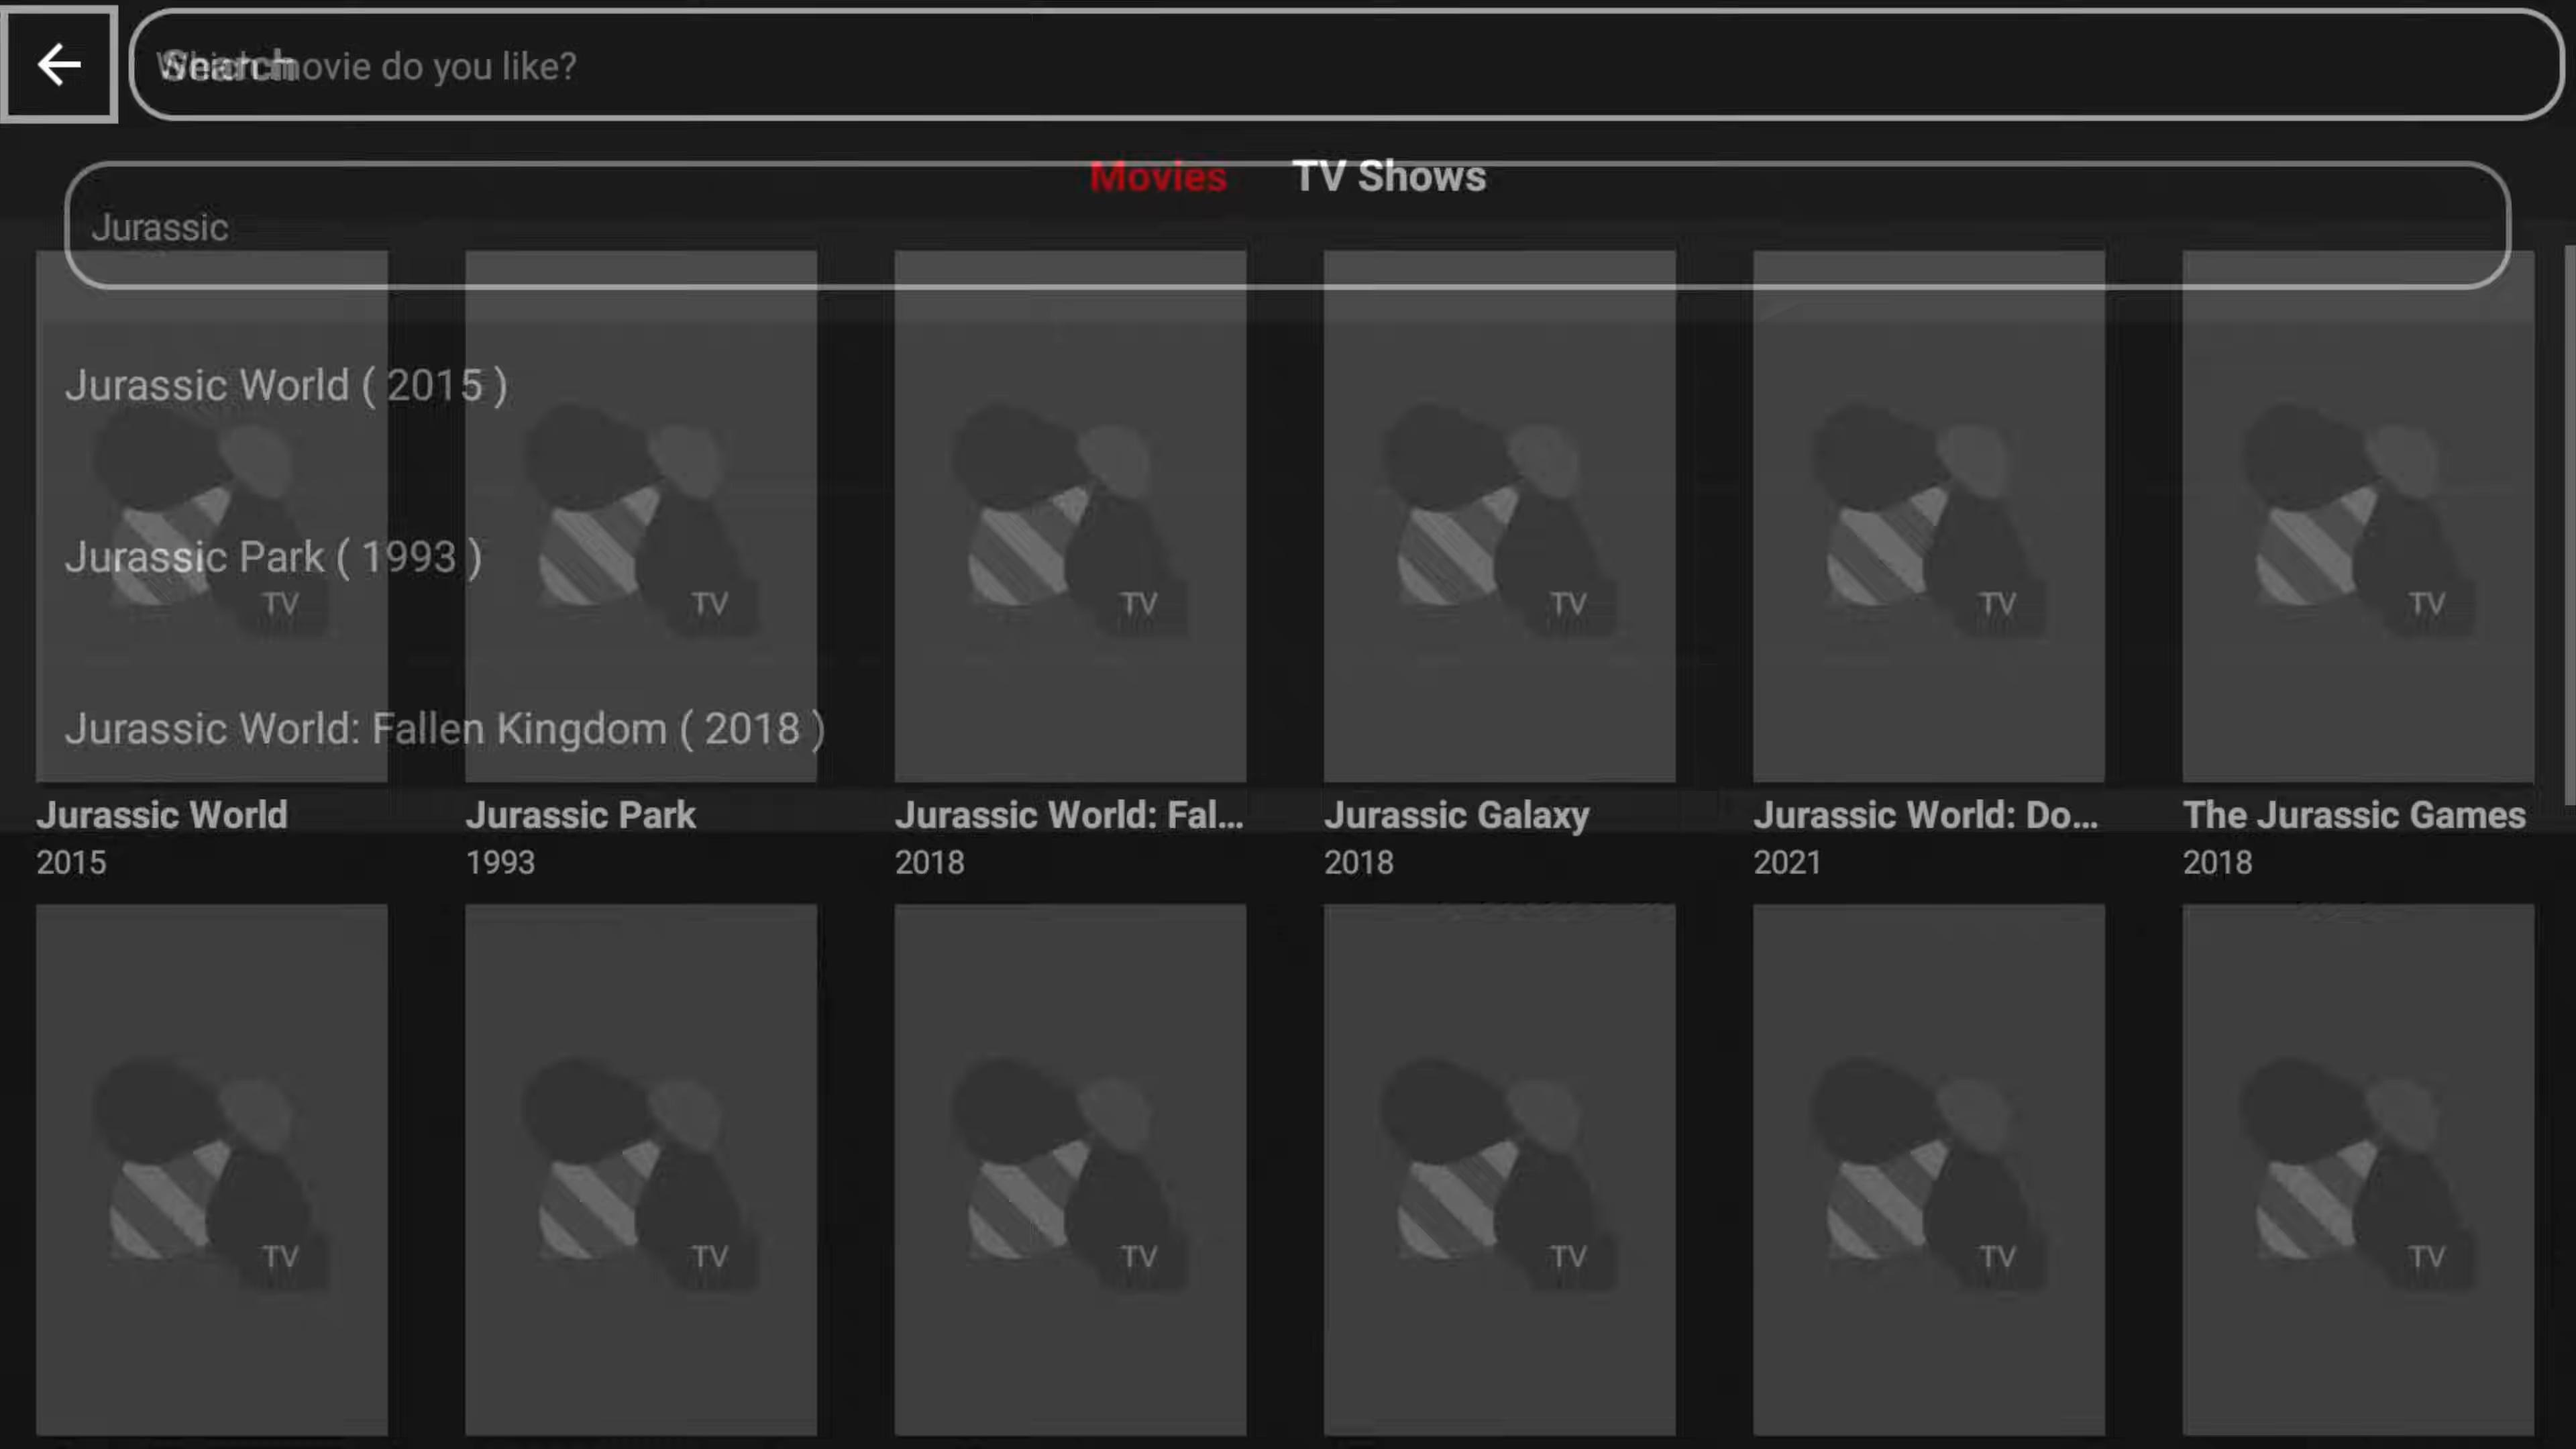 Search
Which movie do you like?
Movies TV Shows
Jurassic
Jurassic World ( 2015 )
Jurassic Park ( 1993 )
TV TV TV TV TV TV
Jurassic World: Fallen Kingdom ( 2018 )
Jurassic World Jurassic Park Jurassic World: Fal... Jurassic Galaxy Jurassic World: Do... The Jurassic Games
2015 1993 2018 2018 2021 2018
TV TV TV TV TV TV